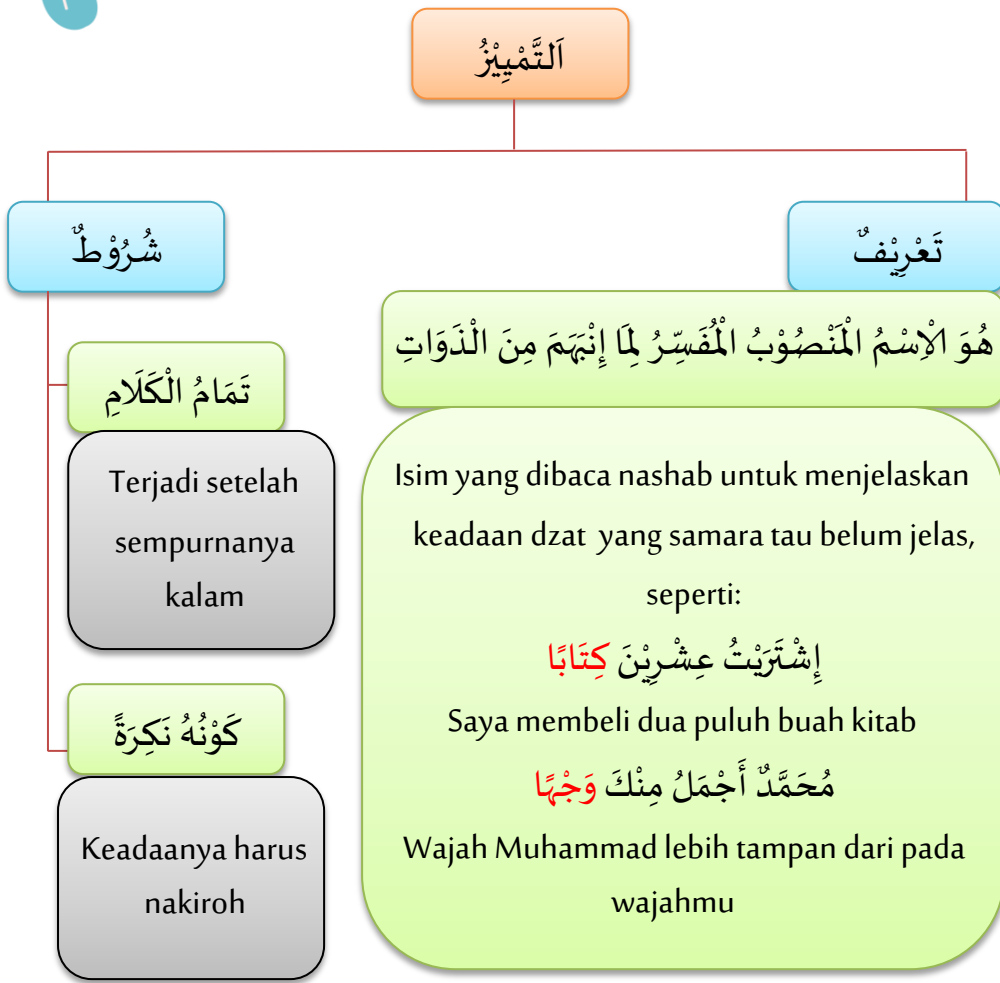 اَلتَّمْيِيْزُ
تَعْرِيْفٌ
هُوَ الْاِسْمُ الْمَنْصُوْبُ الْمُفَسِّرُ لِمَا إِنْبَهَمَ مِنَ الْذَوَاتِ
Isim yang dibaca nashab untuk menjelaskan
keadaan dzat yang samara tau belum jelas,
seperti:
إِشْتَرَيْتُ عِشْرِيْنَ كِتَابًا
Saya membeli dua puluh buah kitab
مُحَمَّدٌ أَجْمَلُ مِنْكَ وَجْهًا
Wajah Muhammad lebih tampan dari pada
wajahmu
شُرُوْطٌ
تَمَامُ الْكَلَامِ
Terjadi setelah
sempurnanya
kalam
كَوْنُهُ نَكِرَةً
Keadaanya harus
nakiroh